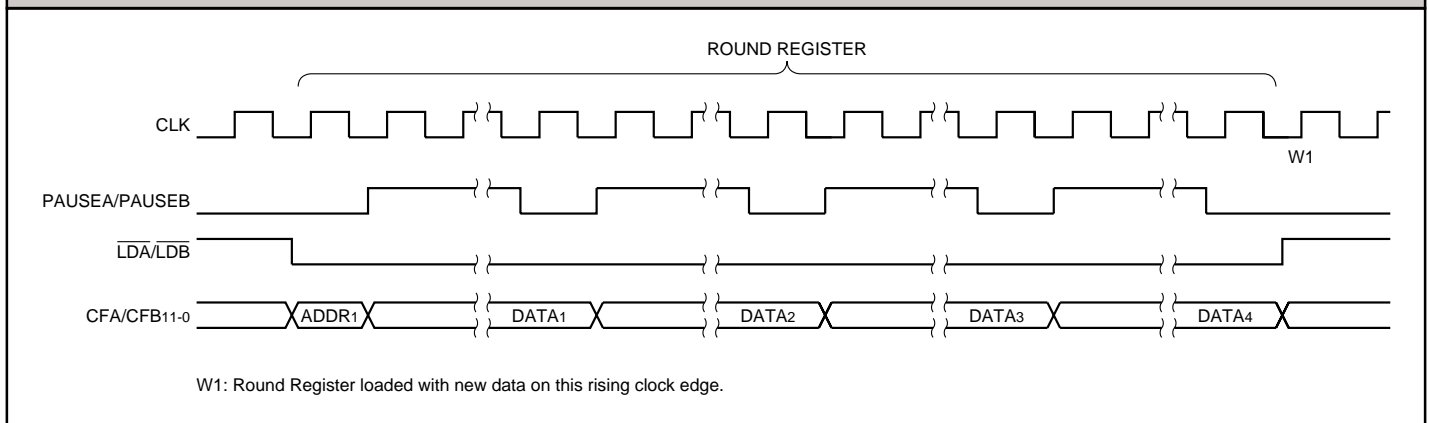 ROUND REGISTER
CLK
W1
PAUSEA/PAUSEB
LDA/LDB
CFA/CFB11-0
ADDR1
DATA1
DATA2
DATA3
DATA4
W1: Round Register loaded with new data on this rising clock edge.